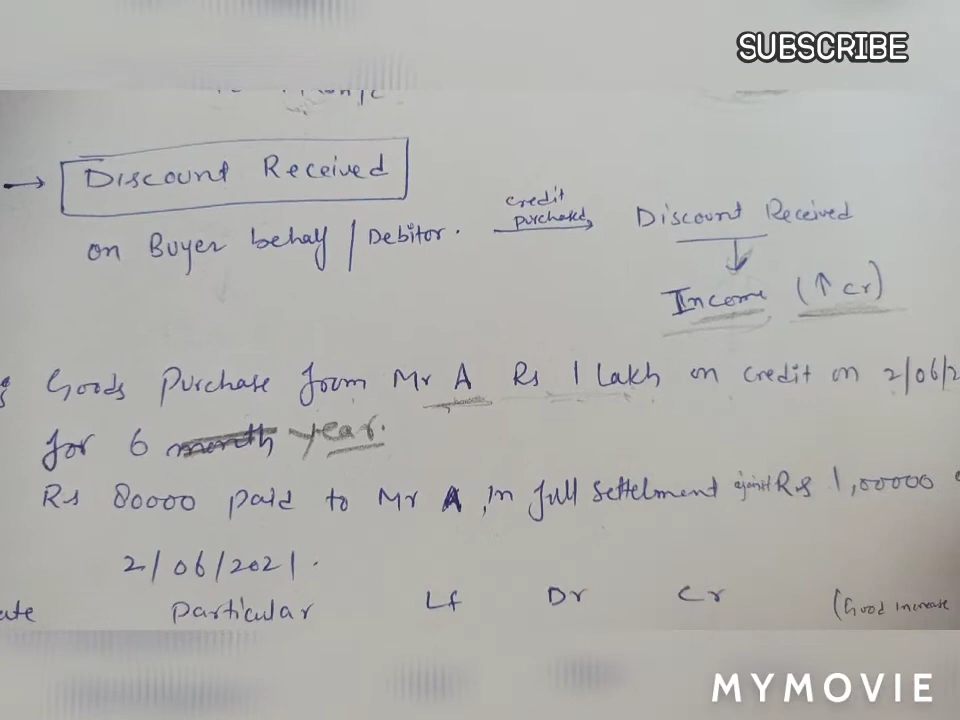 SUBSCRIBE
→ Discount Received
on Buyer behalf / Debitor. credit purchased → Discount Received
↓
Income (↑ cr)
Goods Purchase from Mr A Rs 1 Lakh on credit on 2/06/2
for 6 month year.
Rs 80000 paid to Mr A, in full settelment against Rs 1,00000
2/06/2021.
ate Particular Lf Dr Cr (Good increase
MYMOVIE